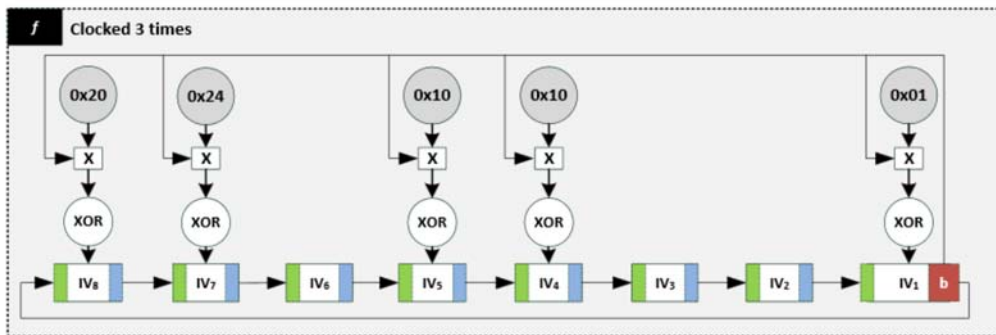 f Clocked 3 times
0x20 0x24 0x10 0x10 0x01
X X X X X
XOR XOR XOR XOR XOR
IV8 IV7 IV6 IV5 IV4 IV3 IV2 IV1 b